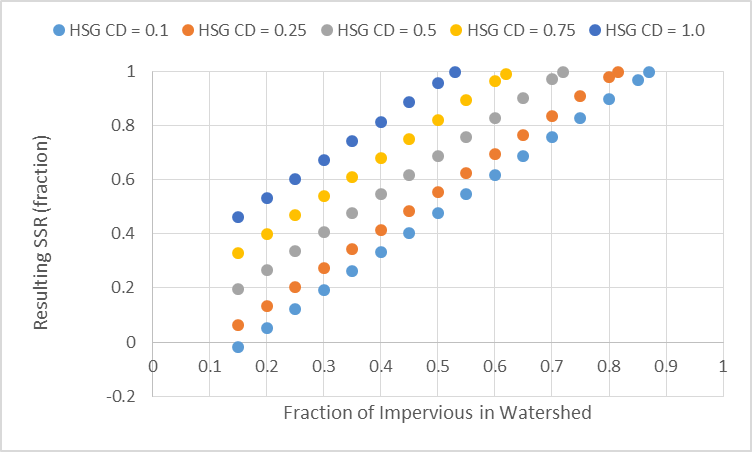 HSG CD = 0.1 HSG CD = 0.25 HSG CD = 0.5 HSG CD = 0.75 HSG CD = 1.0
1
0.8
0.6
0.4
0.2
0
-0.2
Resulting SSR (fraction)
0 0.1 0.2 0.3 0.4 0.5 0.6 0.7 0.8 0.9 1
Fraction of Impervious in Watershed